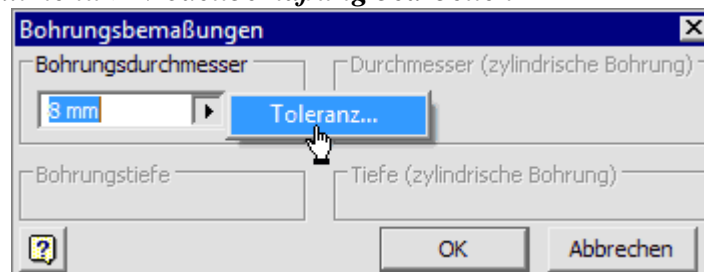 Bohrungsbemaßungen
Bohrungsdurchmesser
Durchmesser (zylindrische Bohrung)
8 mm
Toleranz...
Bohrungstiefe
Tiefe (zylindrische Bohrung)
OK
Abbrechen